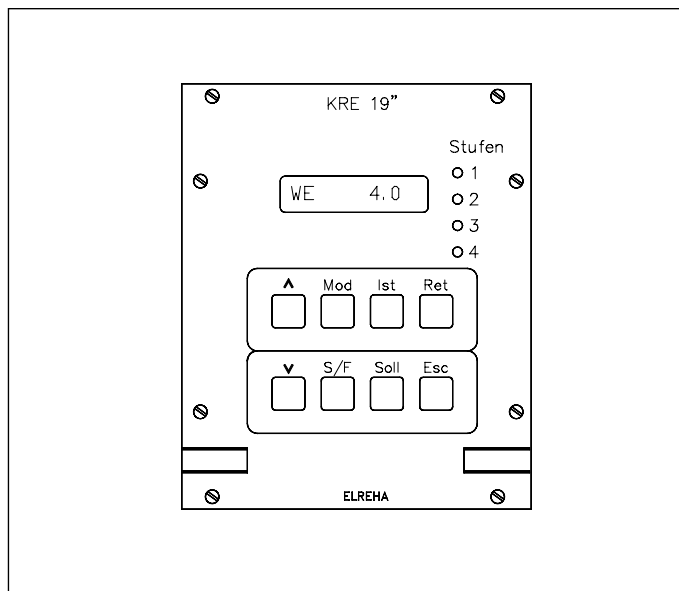 KRE 19”
Stufen
1
WE 4.0
2
3
4
∧ Mod Ist Ret
∨ S/F Soll Esc
ELREHA